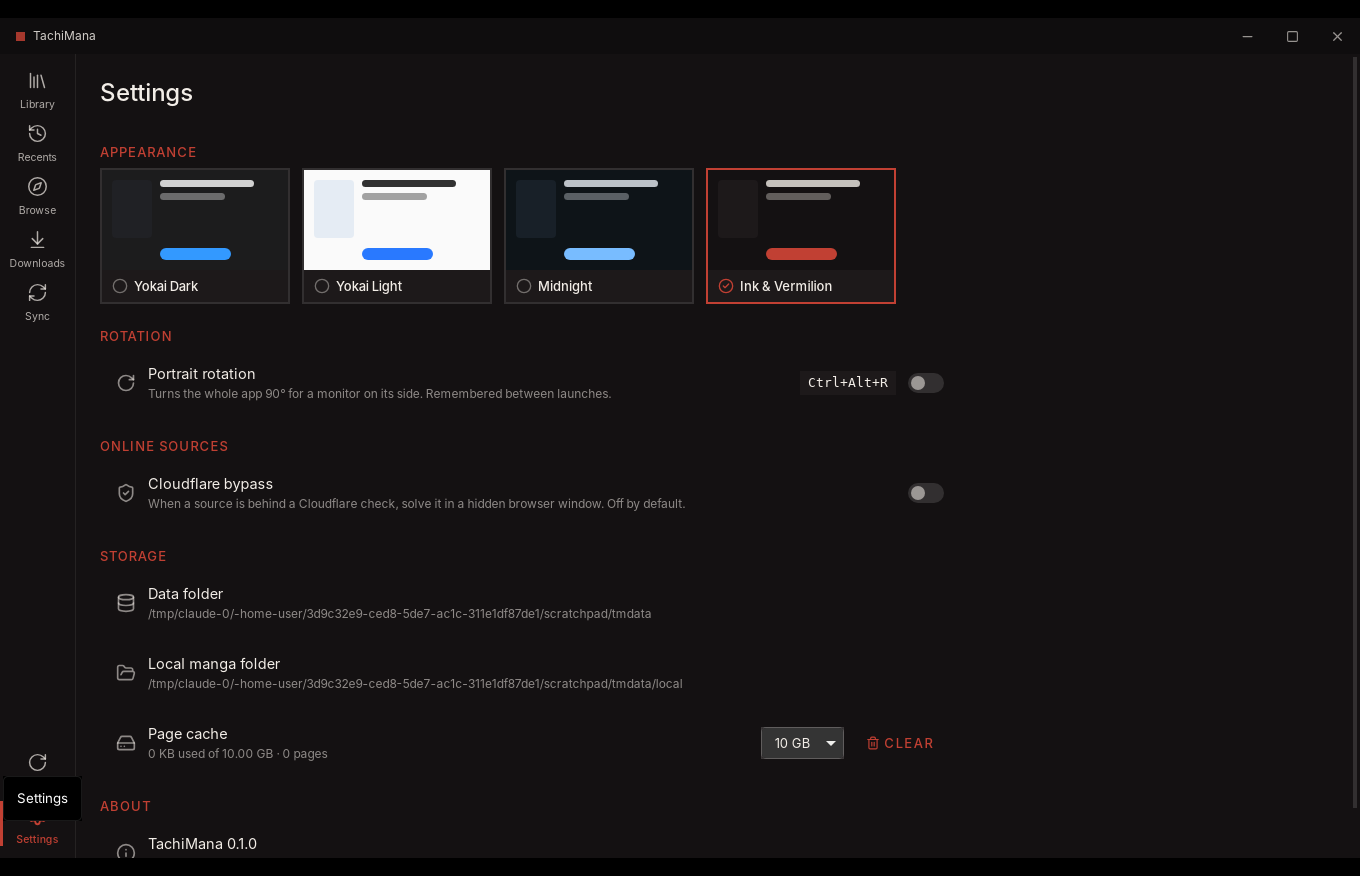 TachiMana
Library
Recents
Browse
Downloads
Sync
Settings
Settings
Settings
APPEARANCE
Yokai Dark
Yokai Light
Midnight
Ink & Vermilion
ROTATION
Portrait rotation
Turns the whole app 90° for a monitor on its side. Remembered between launches.
Ctrl+Alt+R
ONLINE SOURCES
Cloudflare bypass
When a source is behind a Cloudflare check, solve it in a hidden browser window. Off by default.
STORAGE
Data folder
/tmp/claude-0/-home-user/3d9c32e9-ced8-5de7-ac1c-311e1df87de1/scratchpad/tmdata
Local manga folder
/tmp/claude-0/-home-user/3d9c32e9-ced8-5de7-ac1c-311e1df87de1/scratchpad/tmdata/local
Page cache
0 KB used of 10.00 GB · 0 pages
10 GB
CLEAR
ABOUT
TachiMana 0.1.0